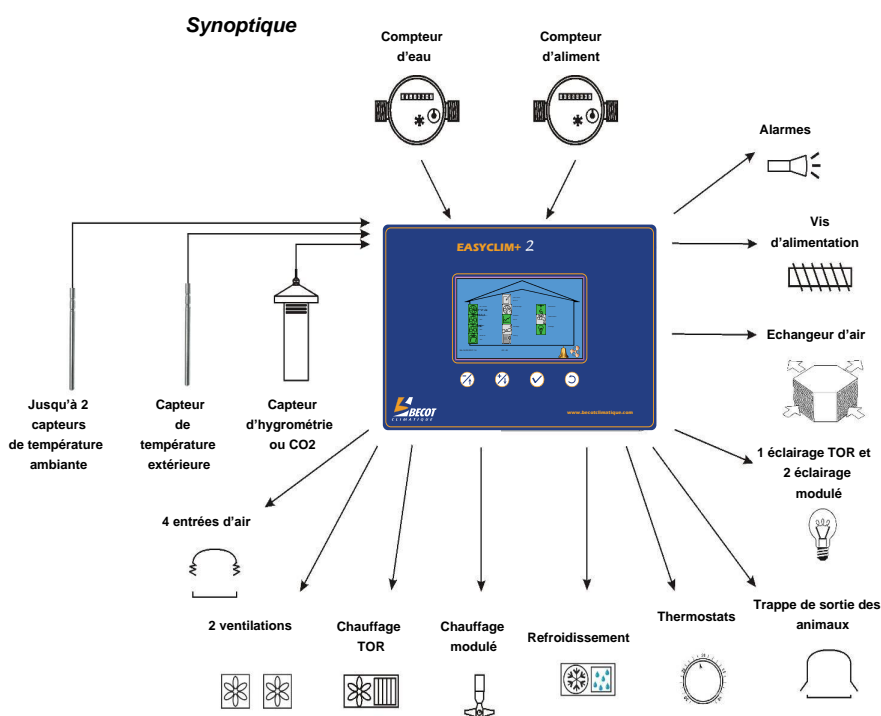 Synoptique
Compteur
d'eau
Compteur
d'aliment
Alarmes
Vis
d'alimentation
Echangeur d'air
EASYCLIM+ 2
BECOT
CLIMATIQUE
www.becotclimatique.com
Jusqu'à 2
capteurs
de température
ambiante
Capteur
de
température
extérieure
Capteur
d'hygrométrie
ou CO2
1 éclairage TOR et
2 éclairage
modulé
4 entrées d'air
2 ventilations
Chauffage
TOR
Chauffage
modulé
Refroidissement
Thermostats
Trappe de sortie des
animaux